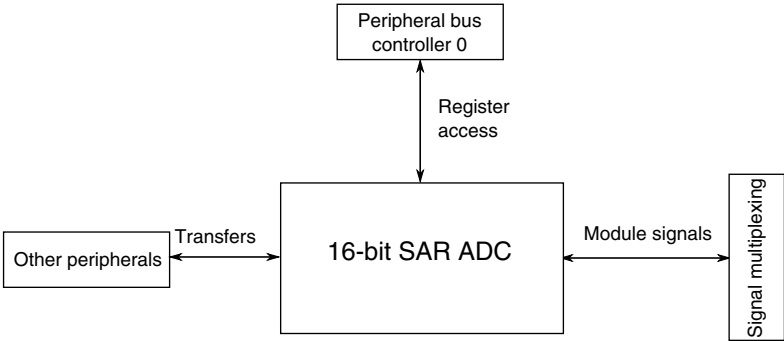 Peripheral bus
controller 0
Register
access
Other peripherals
Transfers
16-bit SAR ADC
Module signals
Signal multiplexing